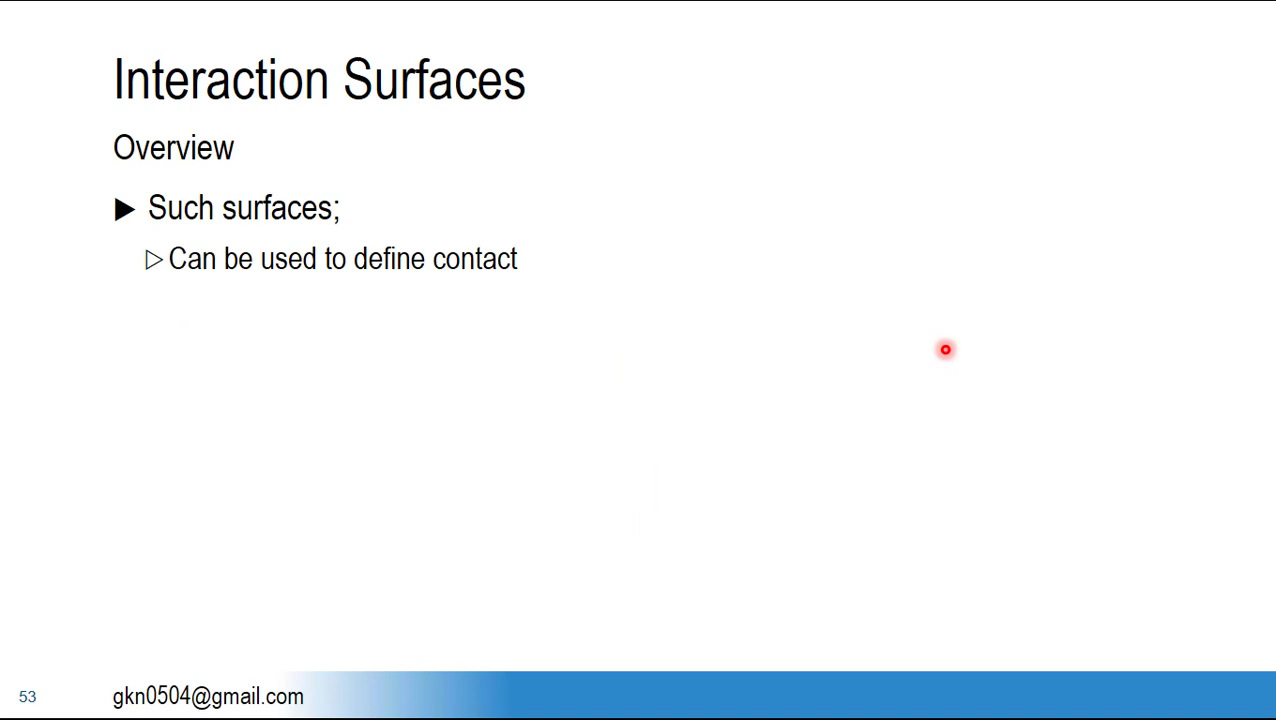 Interaction Surfaces
Overview
Such surfaces;
Can be used to define contact
53
gkn0504@gmail.com